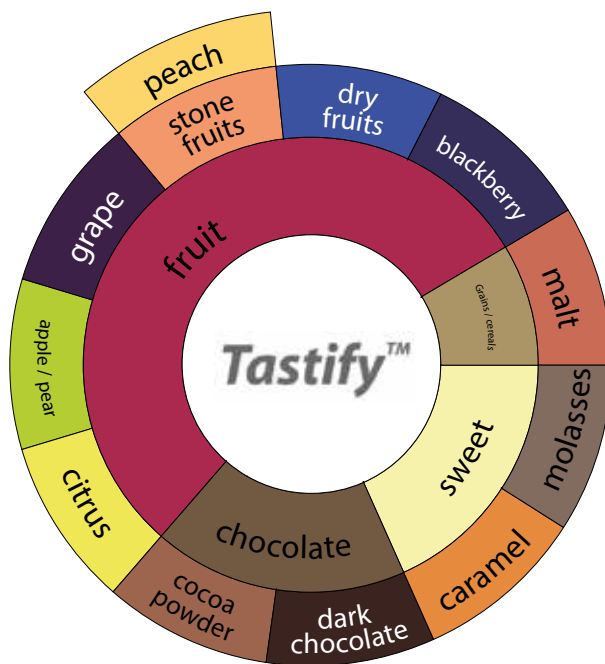 peach
stone
fruits
dry
fruits
blackberry
grape
fruit
malt
Grains / cereals
apple / pear
Tastify™
molasses
sweet
citrus
chocolate
caramel
cocoa
powder
dark
chocolate